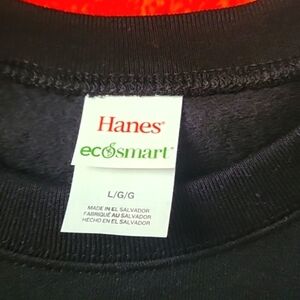 Hanes®
ecosmart®
L/G/G
MADE IN EL SALVADOR
FABRIQUÉ AU SALVADOR
HECHO EN EL SALVADOR